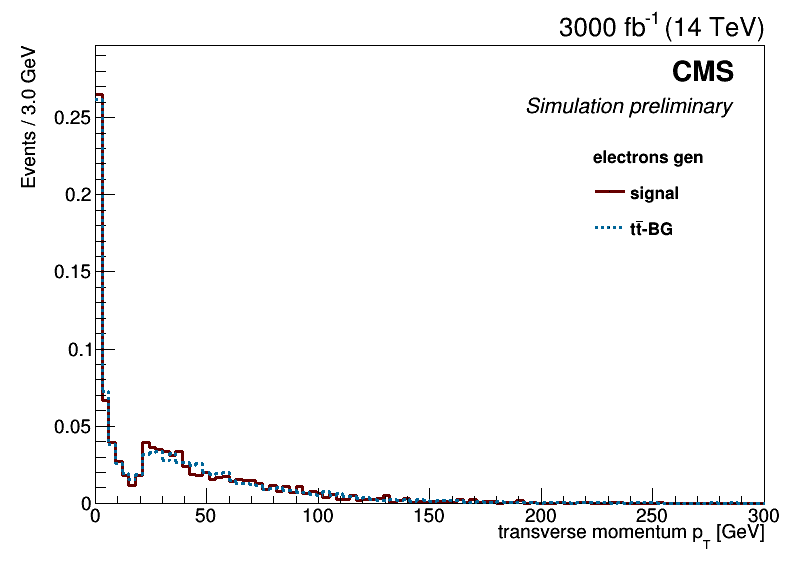 3000 fb⁻¹ (14 TeV)
CMS
Simulation preliminary
electrons gen
signal
tt̄-BG
Events / 3.0 GeV
0.25
0.2
0.15
0.1
0.05
0
0 50 100 150 200 250 300
transverse momentum p_T [GeV]